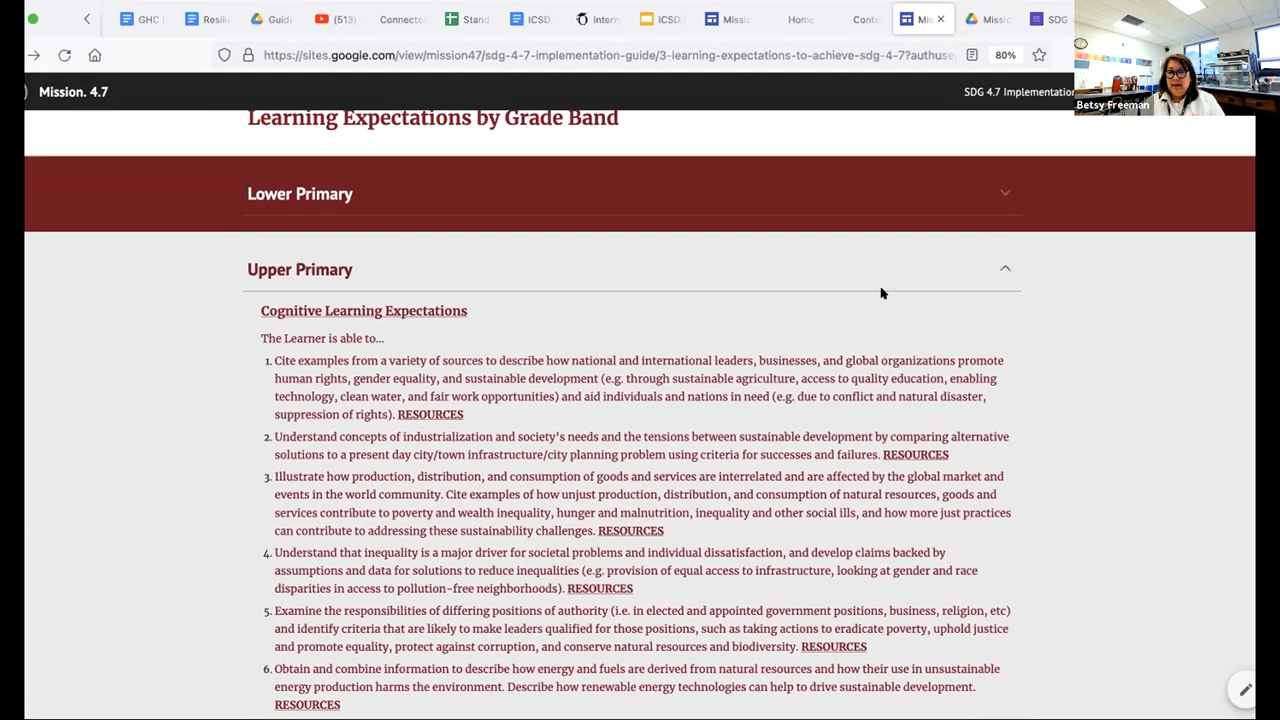 GHC
Resilie
Guidi
(513)
Connecto
Stand
ICSD
Intern
ICSD
Missio
Home
Conte
Mis
Missio
SDG 4
https://sites.google.com/view/mission47/sdg-4-7-implementation-guide/3-learning-expectations-to-achieve-sdg-4-7?authuse
80%
Betsy Freeman
Mission. 4.7
SDG 4.7 Implementation
Learning Expectations by Grade Band
Lower Primary
Upper Primary
Cognitive Learning Expectations
The Learner is able to...
1. Cite examples from a variety of sources to describe how national and international leaders, businesses, and global organizations promote
human rights, gender equality, and sustainable development (e.g. through sustainable agriculture, access to quality education, enabling
technology, clean water, and fair work opportunities) and aid individuals and nations in need (e.g. due to conflict and natural disaster,
suppression of rights). RESOURCES
2. Understand concepts of industrialization and society's needs and the tensions between sustainable development by comparing alternative
solutions to a present day city/town infrastructure/city planning problem using criteria for successes and failures. RESOURCES
3. Illustrate how production, distribution, and consumption of goods and services are interrelated and are affected by the global market and
events in the world community. Cite examples of how unjust production, distribution, and consumption of natural resources, goods and
services contribute to poverty and wealth inequality, hunger and malnutrition, inequality and other social ills, and how more just practices
can contribute to addressing these sustainability challenges. RESOURCES
4. Understand that inequality is a major driver for societal problems and individual dissatisfaction, and develop claims backed by
assumptions and data for solutions to reduce inequalities (e.g. provision of equal access to infrastructure, looking at gender and race
disparities in access to pollution-free neighborhoods). RESOURCES
5. Examine the responsibilities of differing positions of authority (i.e. in elected and appointed government positions, business, religion, etc)
and identify criteria that are likely to make leaders qualified for those positions, such as taking actions to eradicate poverty, uphold justice
and promote equality, protect against corruption, and conserve natural resources and biodiversity. RESOURCES
6. Obtain and combine information to describe how energy and fuels are derived from natural resources and how their use in unsustainable
energy production harms the environment. Describe how renewable energy technologies can help to drive sustainable development.
RESOURCES